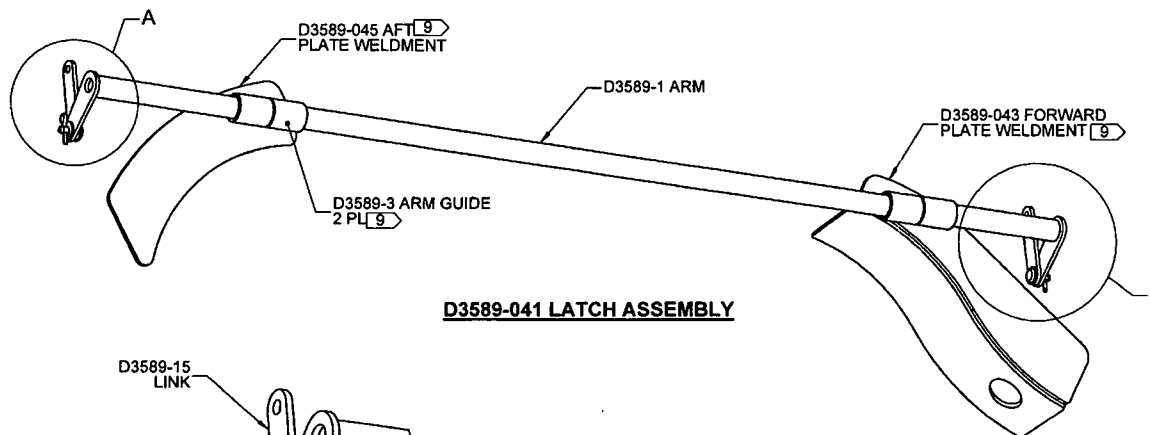 A
D3589-045 AFT 9
PLATE WELDMENT
D3589-1 ARM
D3589-043 FORWARD
PLATE WELDMENT 9
D3589-3 ARM GUIDE
2 PL 9
D3589-041 LATCH ASSEMBLY
D3589-15
LINK